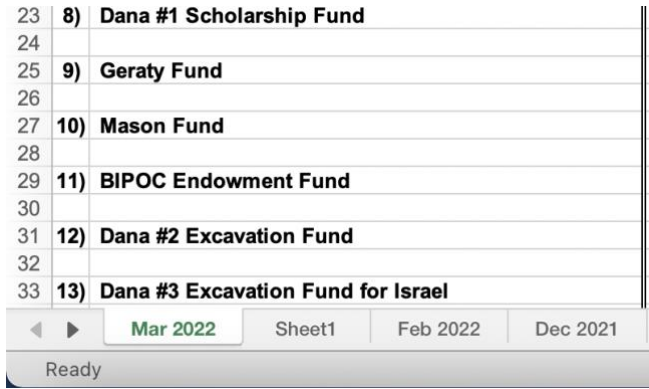 23 8) Dana #1 Scholarship Fund
24
25 9) Geraty Fund
26
27 10) Mason Fund
28
29 11) BIPOC Endowment Fund
30
31 12) Dana #2 Excavation Fund
32
33 13) Dana #3 Excavation Fund for Israel
Mar 2022 Sheet1 Feb 2022 Dec 2021
Ready